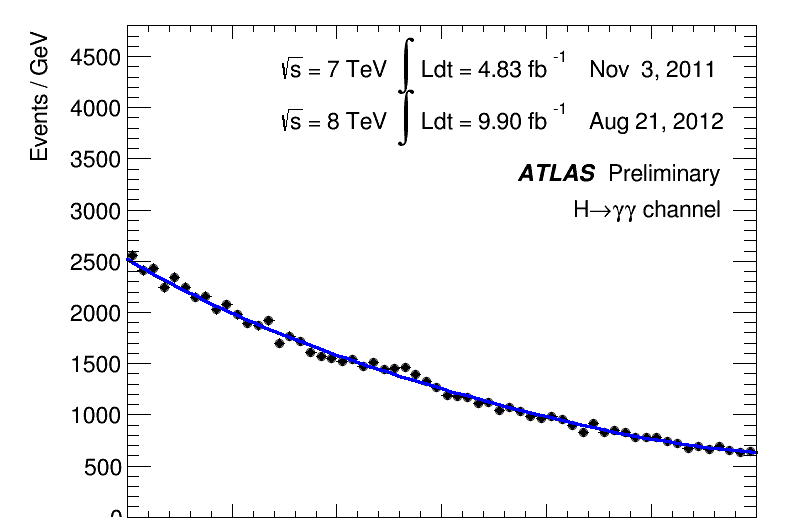 Events / GeV
4500
4000
3500
3000
2500
2000
1500
1000
500
0
√s = 7 TeV ∫ Ldt = 4.83 fb⁻¹ Nov 3, 2011
√s = 8 TeV ∫ Ldt = 9.90 fb⁻¹ Aug 21, 2012
ATLAS Preliminary
H→γγ channel